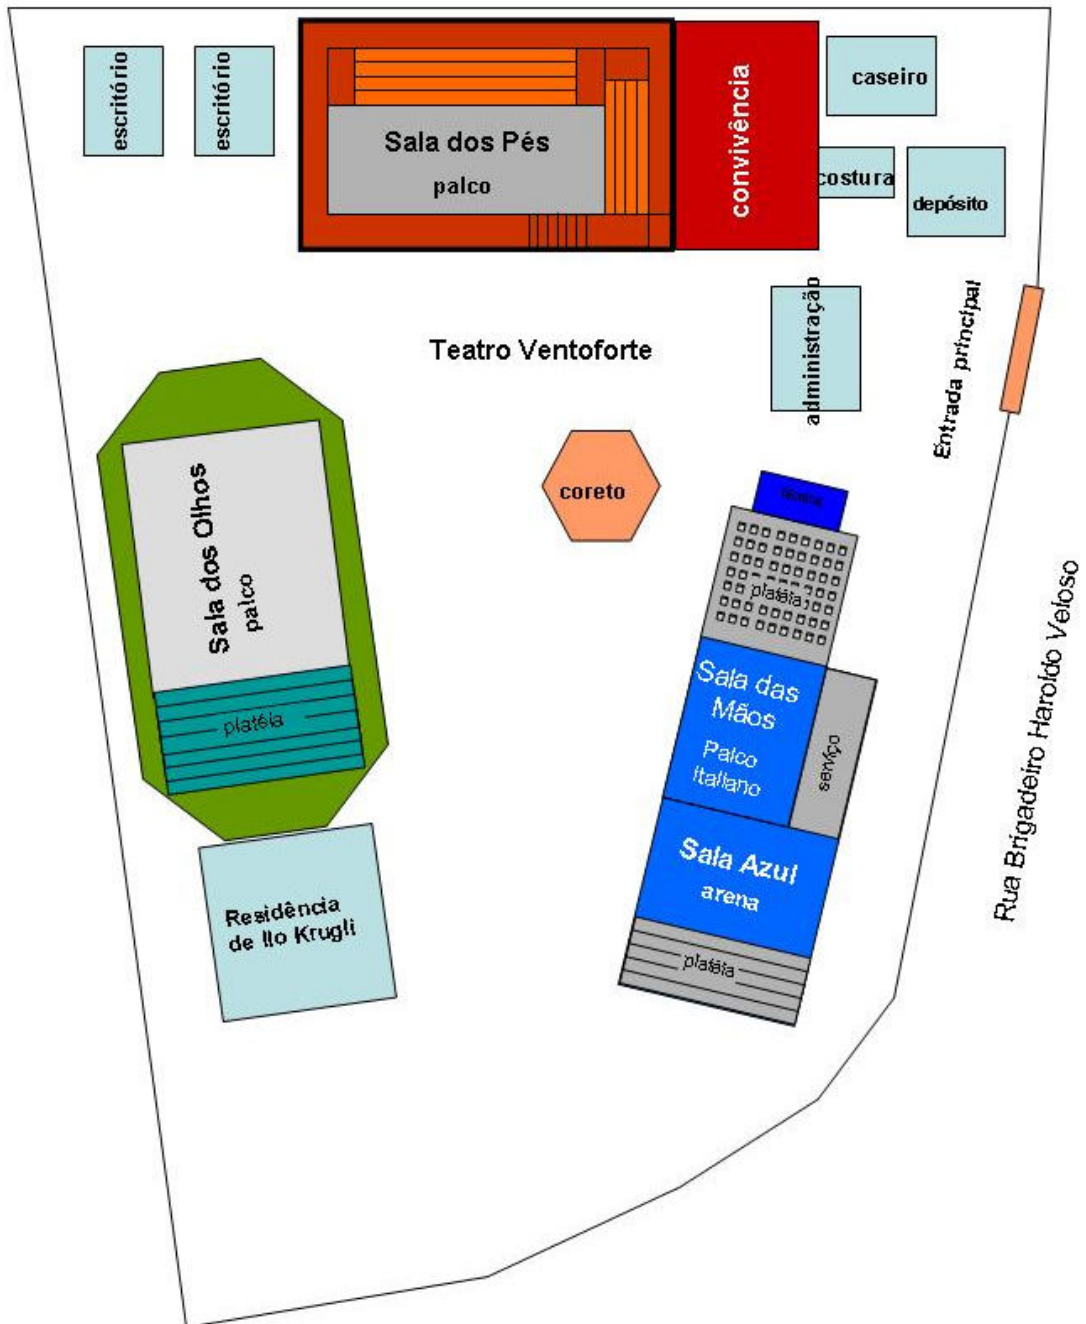 escritório
escritório
Sala dos Pés
palco
convivência
caseiro
costura
depósito
administração
Entrada principal
Teatro Ventoforte
coreto
Sala dos Olhos
palco
platéia
Residência
de Ilo Krugli
platéia
Sala das
Mãos
Palco
Italiano
serviço
Sala Azul
arena
platéia
Rua Brigadeiro Haroldo Veloso